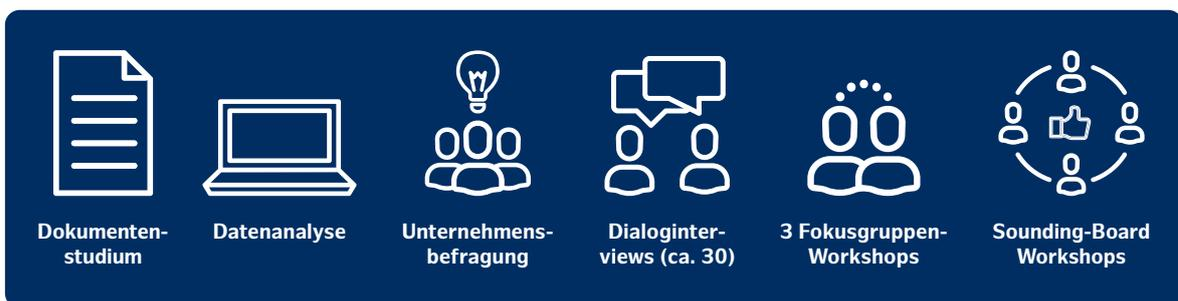 Dokumenten-
studium
Datenanalyse
Unternehmens-
befragung
Dialoginter-
views (ca. 30)
3 Fokusgruppen-
Workshops
Sounding-Board
Workshops